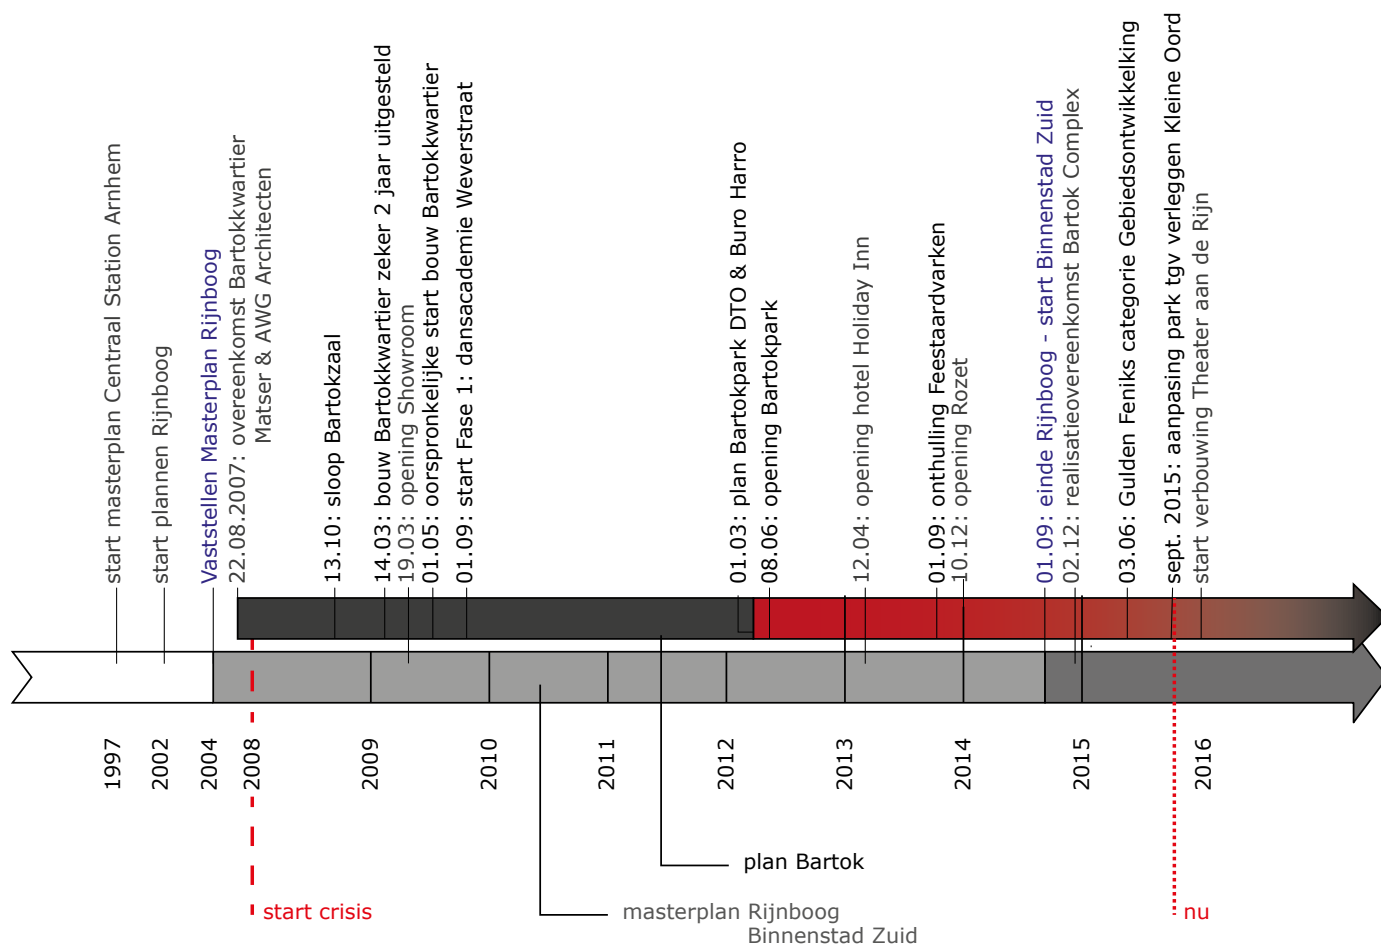 start masterplan Centraal Station Arnhem
start plannen Rijnboog
Vaststellen Masterplan Rijnboog
22.08.2007: overeenkomst Bartokkwartier
Matser & AWG Architecten
13.10: sloop Bartokzaal
14.03: bouw Bartokkwartier zeker 2 jaar uitgesteld
19.03: opening Showroom
01.05: oorspronkelijke start bouw Bartokkwartier
01.09: start Fase 1: dansacademie Weverstraat
01.03: plan Bartokpark DTO & Buro Harro
08.06: opening Bartokpark
12.04: opening hotel Holiday Inn
01.09: onthulling Feestaardvarken
10.12: opening Rozet
01.09: einde Rijnboog - start Binnenstad Zuid
02.12: realisatieovereenkomst Bartok Complex
03.06: Gulden Feniks categorie Gebiedsontwikkelking
sept. 2015: aanpasing park tgv verleggen Kleine Oord
start verbouwing Theater aan de Rijn
1997
2002
2004
2008
2009
2010
2011
2012
2013
2014
2015
2016
plan Bartok
start crisis
masterplan Rijnboog
Binnenstad Zuid
nu